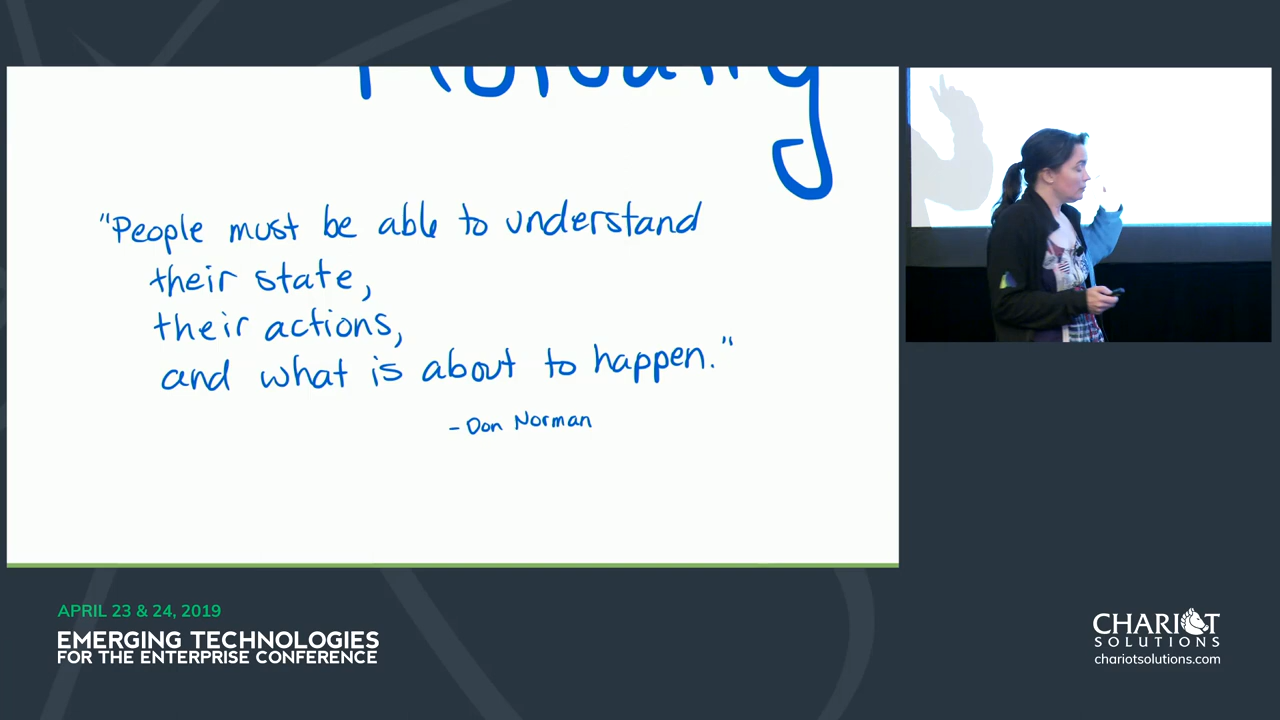 "People must be able to understand
their state,
their actions,
and what is about to happen."
- Don Norman
APRIL 23 & 24, 2019
EMERGING TECHNOLOGIES
FOR THE ENTERPRISE CONFERENCE
CHARIOT
SOLUTIONS
chariotsolutions.com